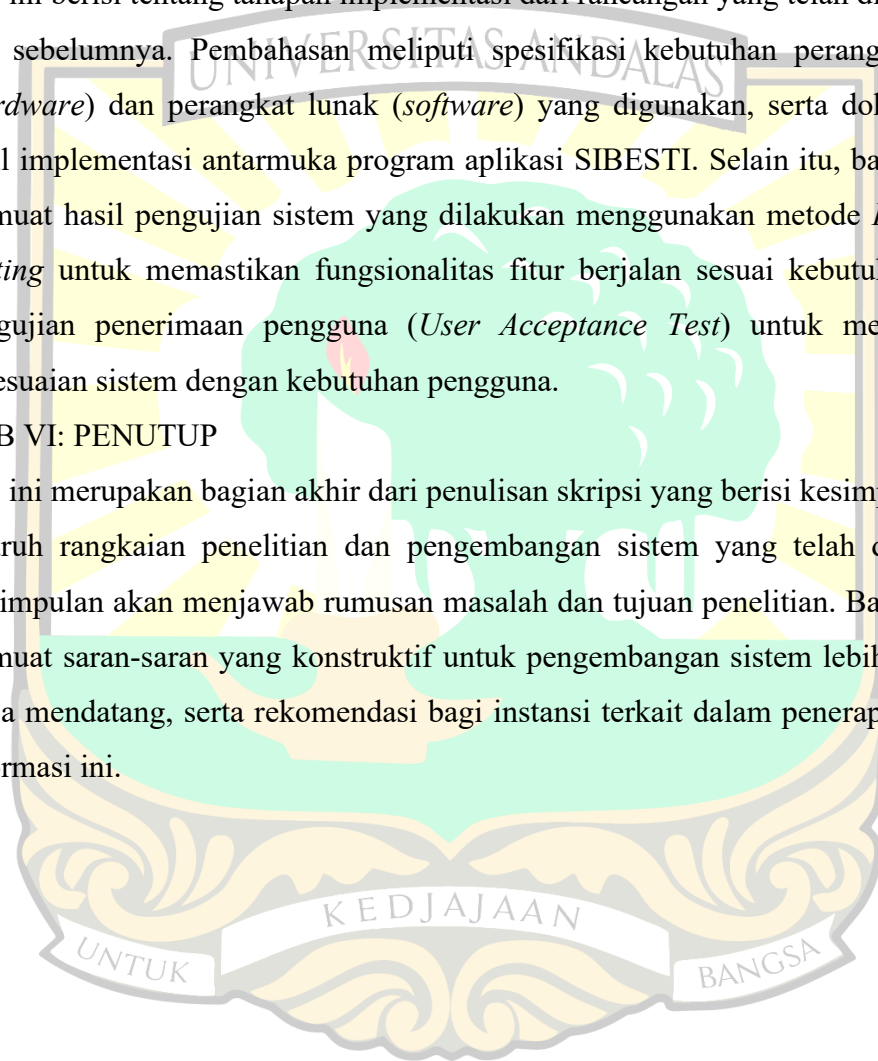 ini berisi tentang tahapan implementasi dari rancangan yang telah di
sebelumnya. Pembahasan meliputi spesifikasi kebutuhan perang
rdware) dan perangkat lunak (software) yang digunakan, serta dol
l implementasi antarmuka program aplikasi SIBESTI. Selain itu, ba
muat hasil pengujian sistem yang dilakukan menggunakan metode
ting untuk memastikan fungsionalitas fitur berjalan sesuai kebutul
gujian penerimaan pengguna (User Acceptance Test) untuk me
esuaian sistem dengan kebutuhan pengguna.
B VI: PENUTUP
ini merupakan bagian akhir dari penulisan skripsi yang berisi kesimp
uruh rangkaian penelitian dan pengembangan sistem yang telah d
impulan akan menjawab rumusan masalah dan tujuan penelitian. Ba
muat saran-saran yang konstruktif untuk pengembangan sistem lebih
a mendatang, serta rekomendasi bagi instansi terkait dalam penerap
ormasi ini.
UNIVERSITAS ANDALAS
UNTUK KEDJAJAAN BANGSA